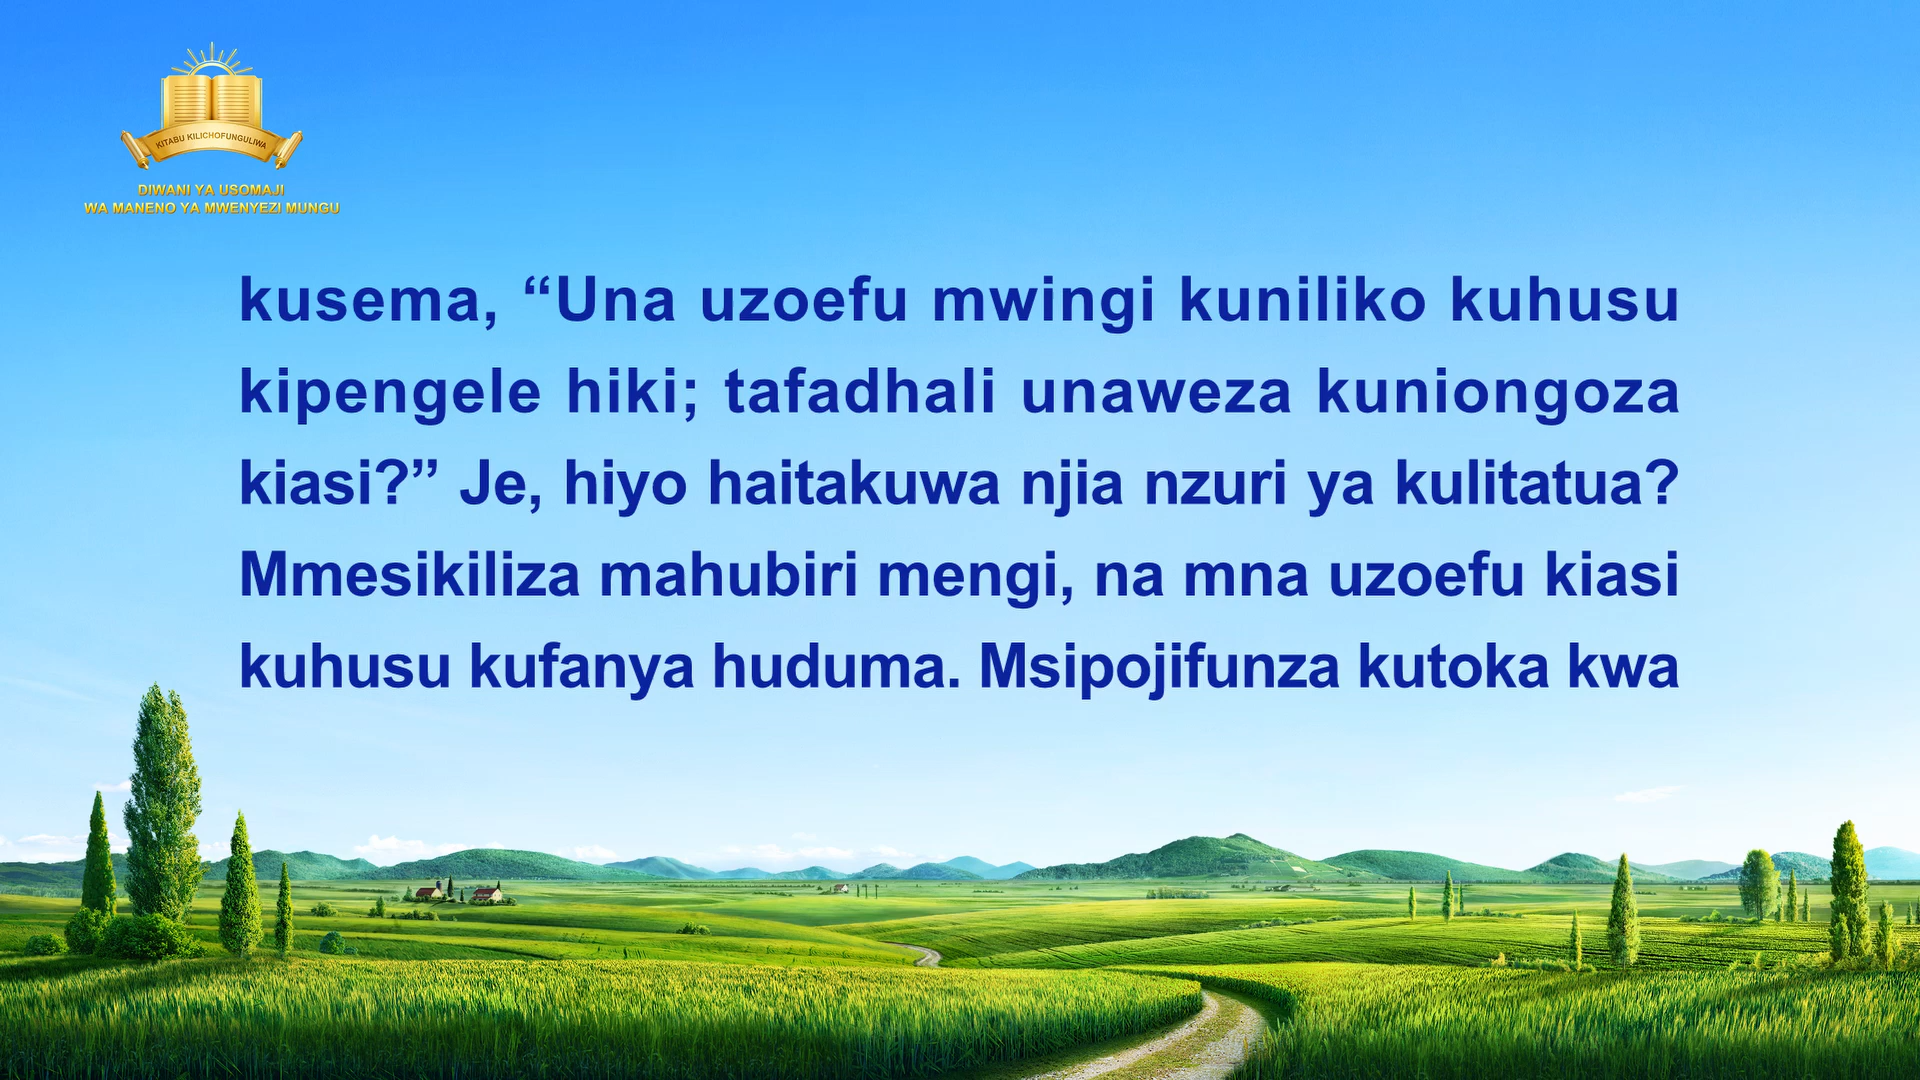 KITABU KILICHOFUNGULIWA
DIWANI YA USOMAJI
WA MANENO YA MWENYEZI MUNGU
kusema, “Una uzoefu mwingi kuniliko kuhusu
kipengele hiki; tafadhali unaweza kuniongoza
kiasi?” Je, hiyo haitakuwa njia nzuri ya kulitatua?
Mmesikiliza mahubiri mengi, na mna uzoefu kiasi
kuhusu kufanya huduma. Msipojifunza kutoka kwa